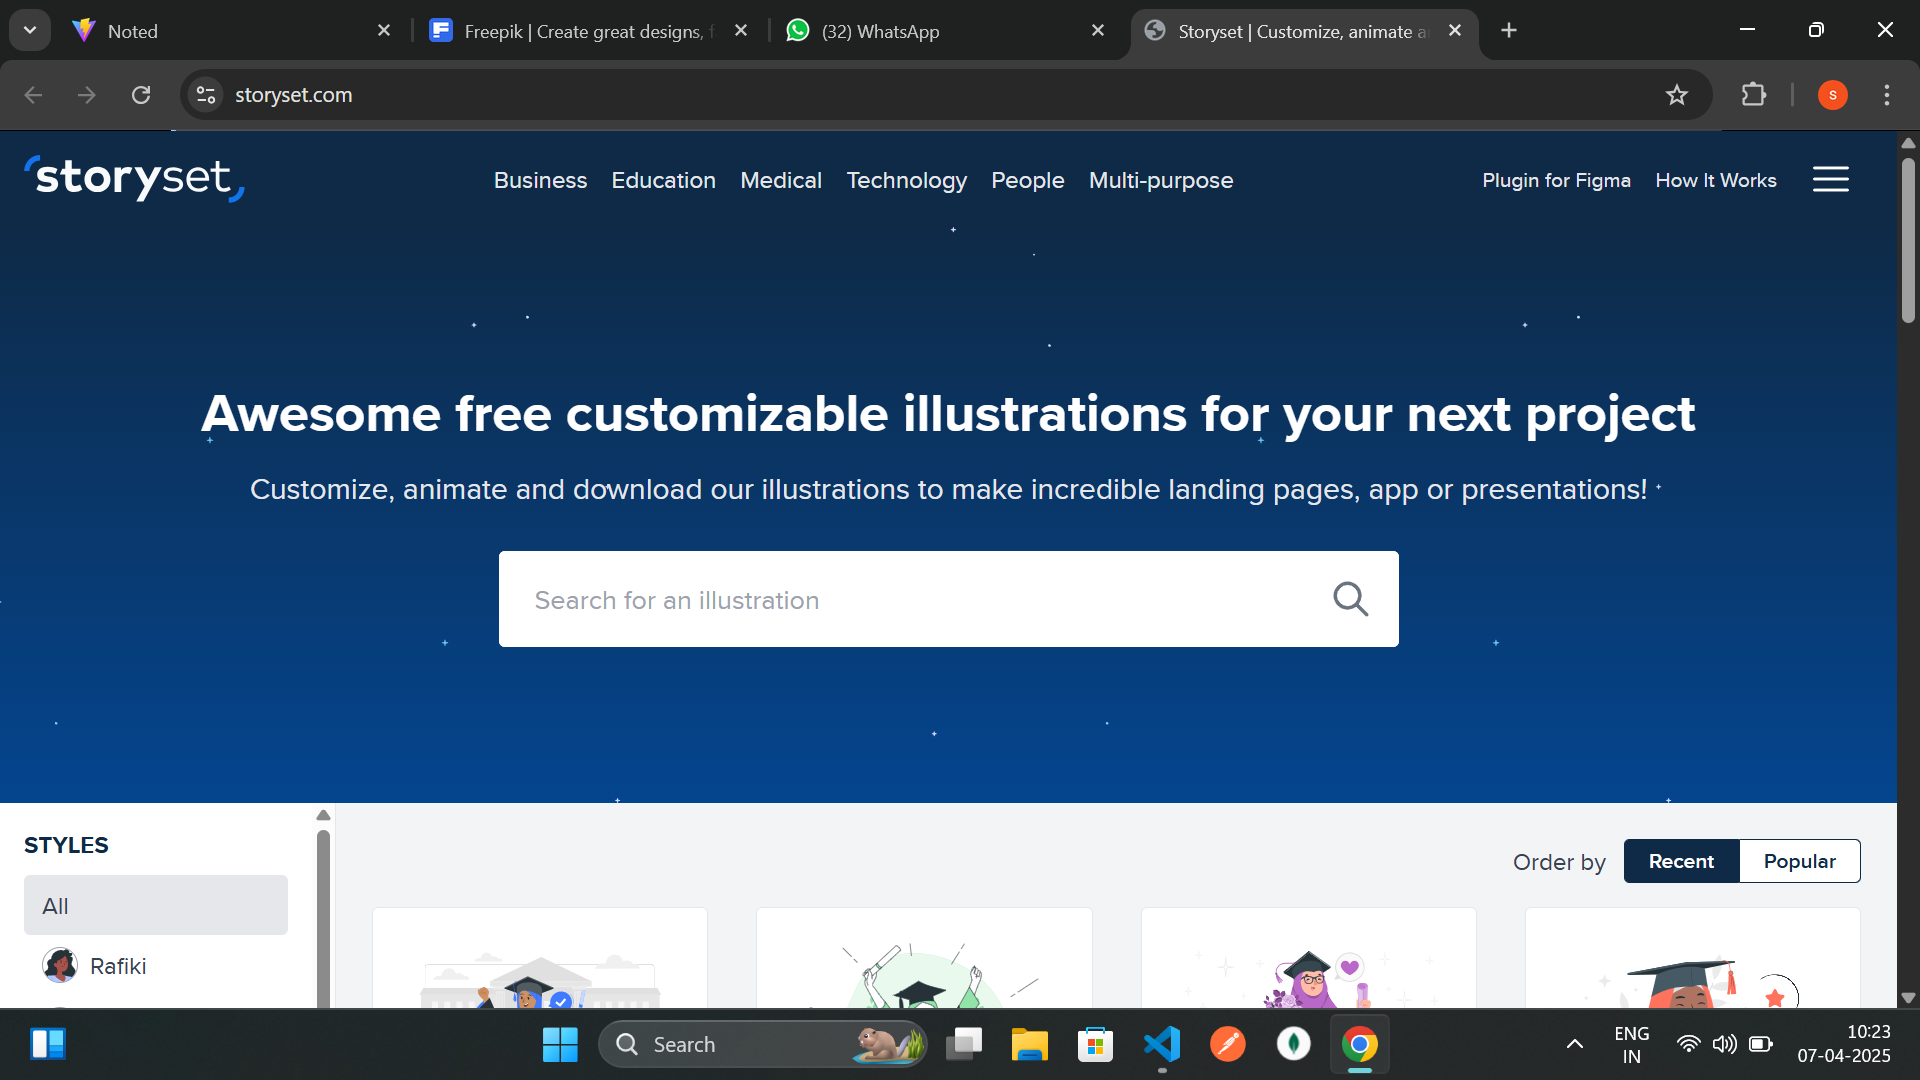 Noted
Freepik | Create great designs, f
(32) WhatsApp
Storyset | Customize, animate a
storyset.com
S
storyset
Business Education Medical Technology People Multi-purpose
Plugin for Figma How It Works
Awesome free customizable illustrations for your next project
Customize, animate and download our illustrations to make incredible landing pages, app or presentations!
Search for an illustration
STYLES
Order by Recent Popular
All
Rafiki
Search
ENG
IN
10:23
07-04-2025